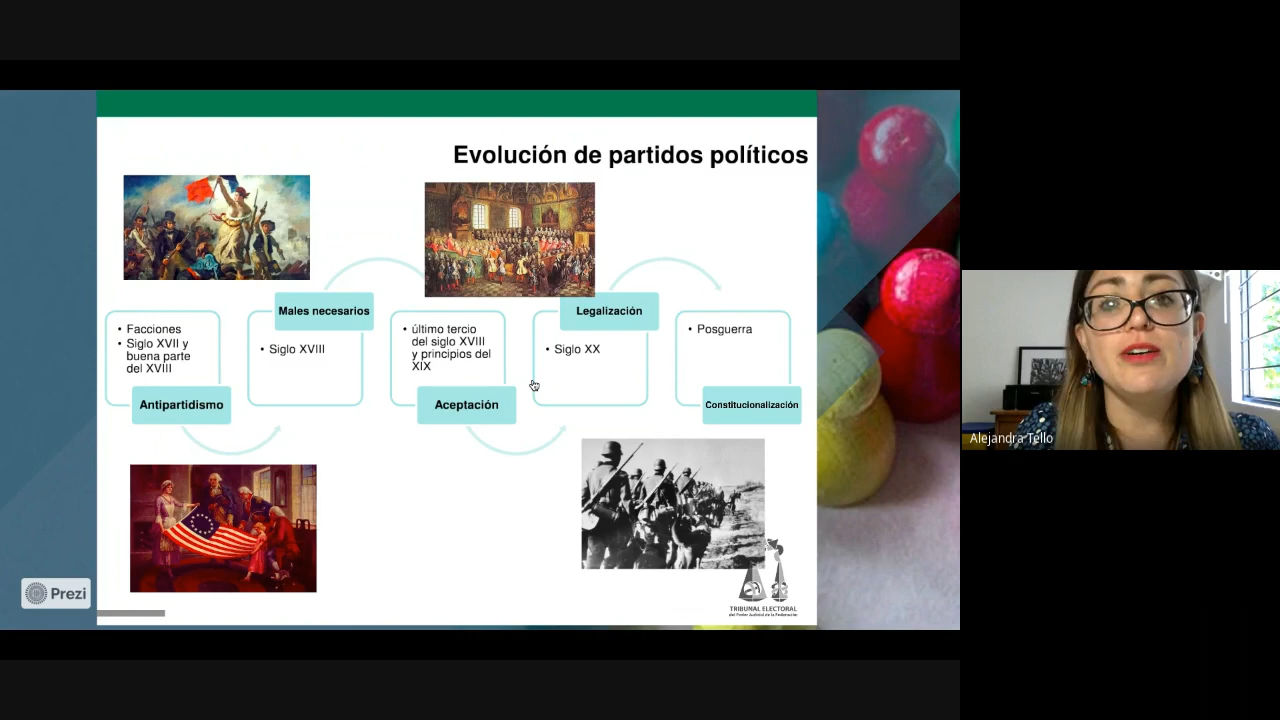 Evolución de partidos políticos
• Facciones
• Siglo XVII y
buena parte
del XVIII
Antipartidismo
Males necesarios
• Siglo XVIII
• último tercio
del siglo XVIII
y principios del
XIX
Aceptación
Legalización
• Siglo XX
• Posguerra
Constitucionalización
TRIBUNAL ELECTORAL
del Poder Judicial de la Federación
Prezi
Alejandra Tello